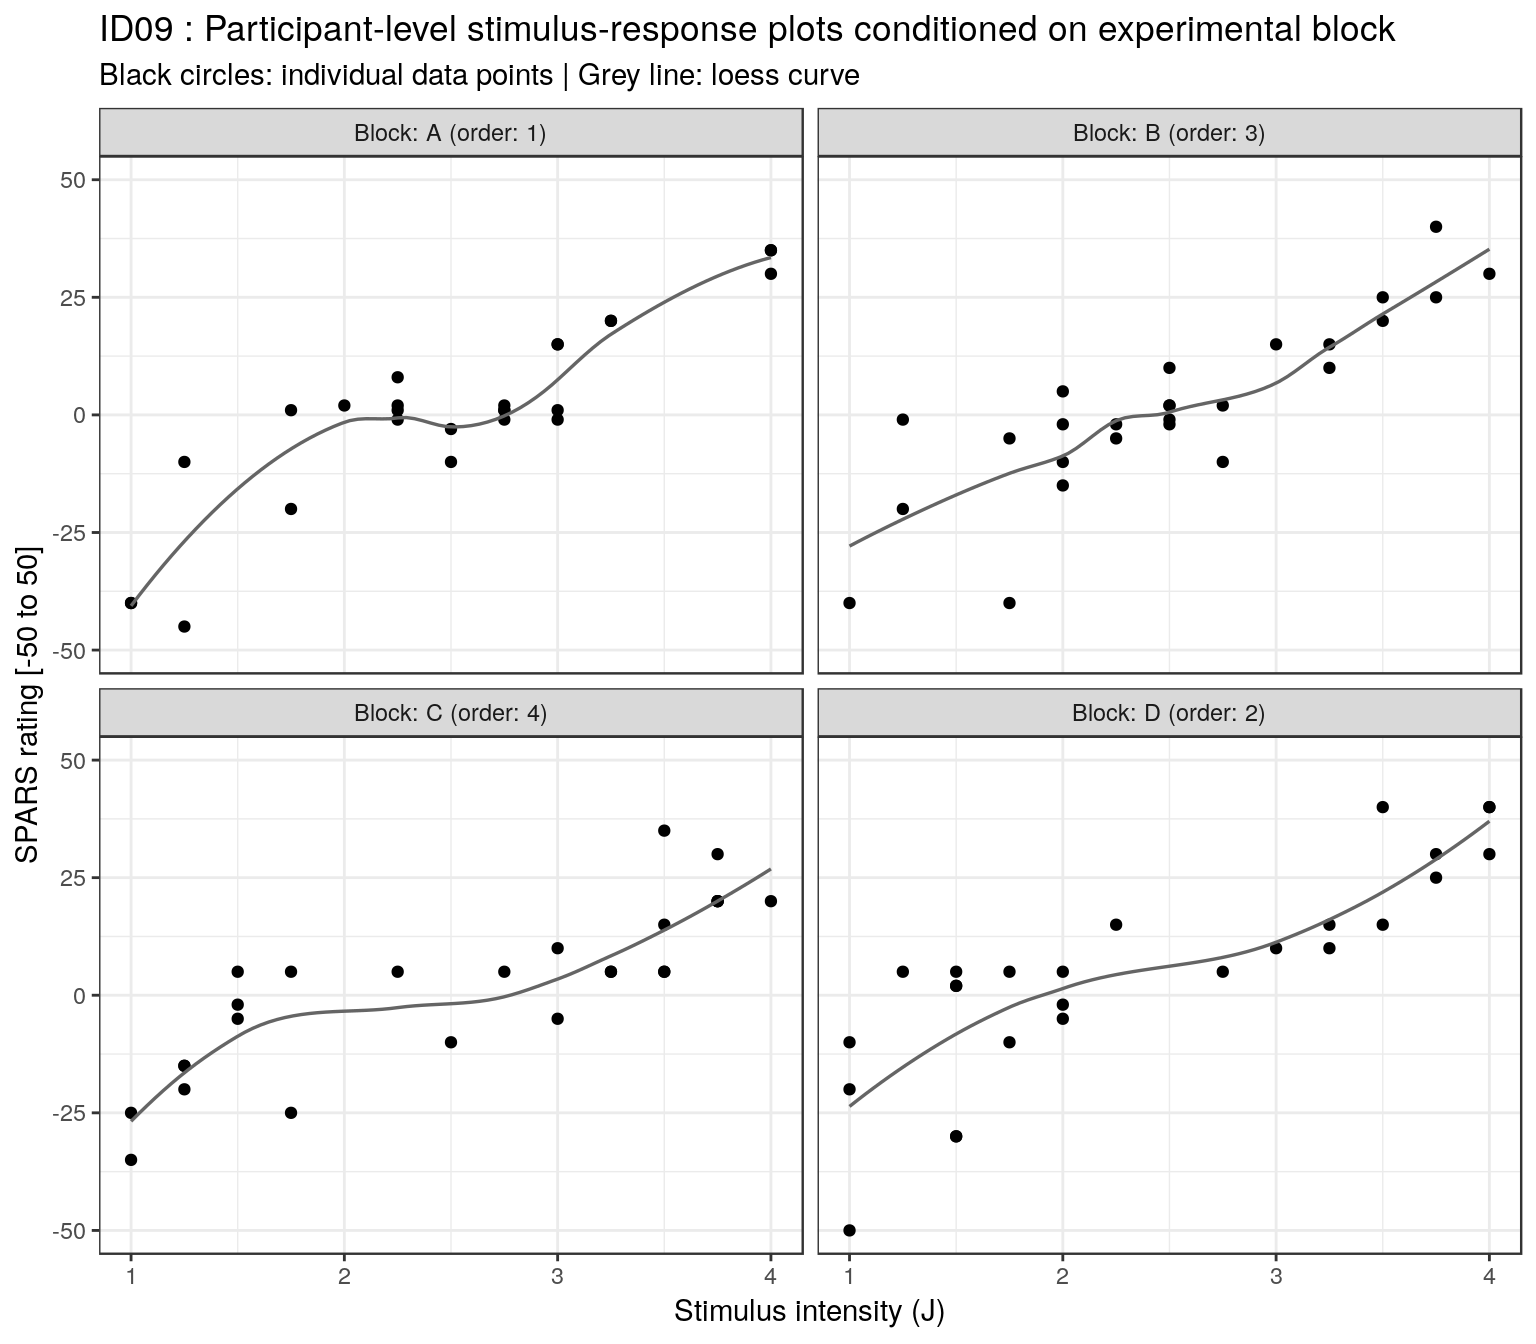 ID09 : Participant-level stimulus-response plots conditioned on experimental block
Black circles: individual data points | Grey line: loess curve
Block: A (order: 1)
Block: B (order: 3)
50
25
0
-25
-50
Block: C (order: 4)
Block: D (order: 2)
50
25
0
-25
-50
SPARS rating [-50 to 50]
1
2
3
4
1
2
3
4
Stimulus intensity (J)